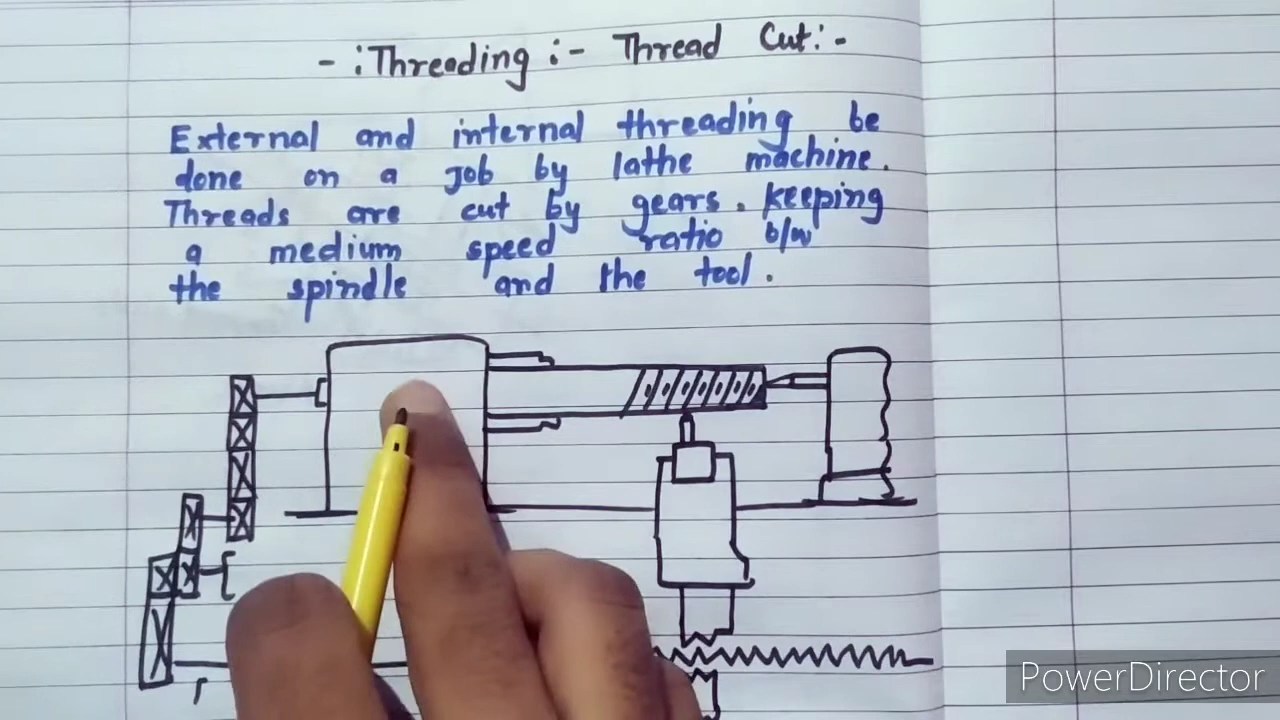 - :Threading :- Thread Cut:-
External and internal threading be
done on a job by lathe machine.
Threads are cut by gears. keeping
a medium speed ratio b/w
the spindle and the tool.
PowerDirector